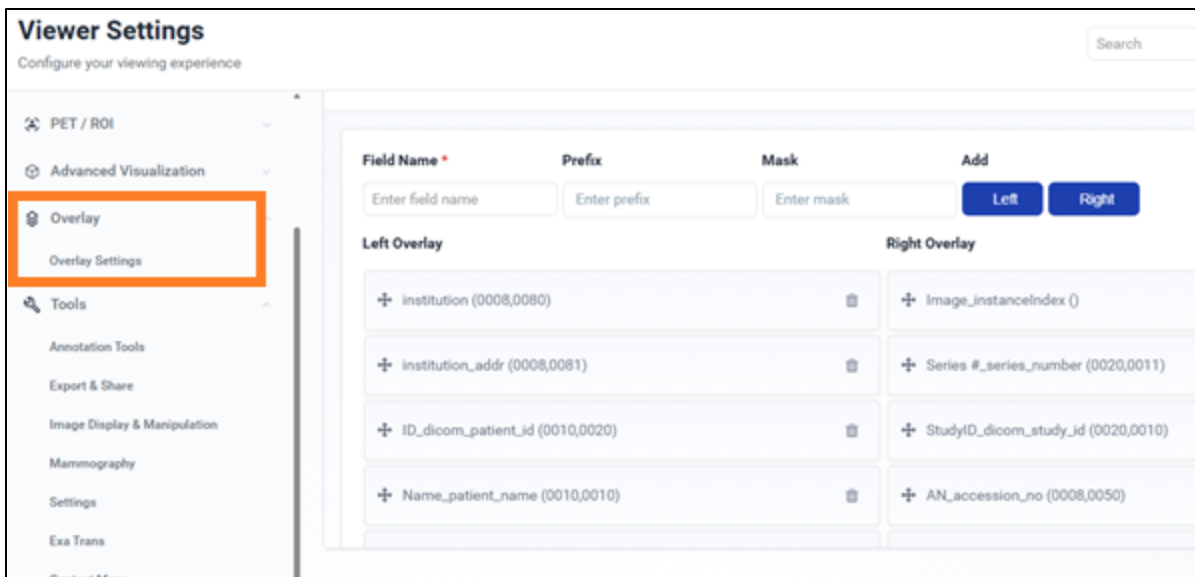 Viewer Settings
Configure your viewing experience
Search
PET / ROI
Advanced Visualization
Overlay
Overlay Settings
Tools
Annotation Tools
Export & Share
Image Display & Manipulation
Mammography
Settings
Exa Trans
Field Name *
Prefix
Mask
Add
Enter field name
Enter prefix
Enter mask
Left
Right
Left Overlay
Right Overlay
institution (0008,0080)
Image_instanceIndex ()
institution_addr (0008,0081)
Series #_series_number (0020,0011)
ID_dicom_patient_id (0010,0020)
StudyID_dicom_study_id (0020,0010)
Name_patient_name (0010,0010)
AN_accession_no (0008,0050)